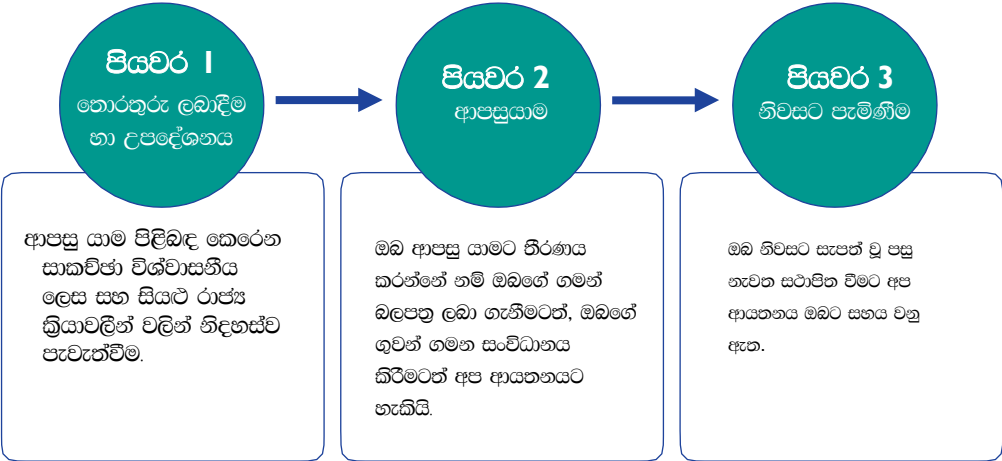 පියවර 1
තොරතුරු ලබාදීම
හා උපදේශනය
ආපසු යාම පිළිබඳ කෙරෙන
සාකච්ඡා විශ්වාසනීය
ලෙස සහ සියළු රාජ්‍ය
ක්‍රියාවලීන් වලින් නිදහස්ව
පැවැත්වීම.
පියවර 2
ආපසුයාම
ඔබ ආපසු යාමට තීරණය
කරන්නේ නම් ඔබගේ ගමන්
බලපත්‍ර ලබා ගැනීමටත්, ඔබගේ
ගුවන් ගමන සංවිධානය
කිරීමටත් අප ආයතනයට
හැකියි.
පියවර 3
නිවසට පැමිණීම
ඔබ නිවසට සැපත් වූ පසු
නැවත සථාපිත වීමට අප
ආයතනය ඔබට සහය වනු
ඇත.